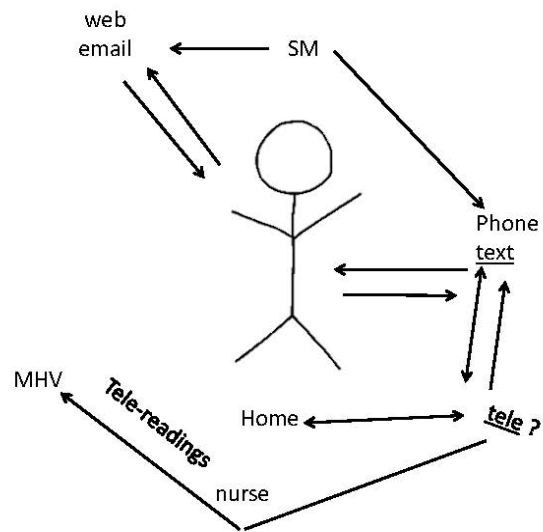 web
email
SM
Phone
text
MHV
Tele-readings
Home
tele ?
nurse